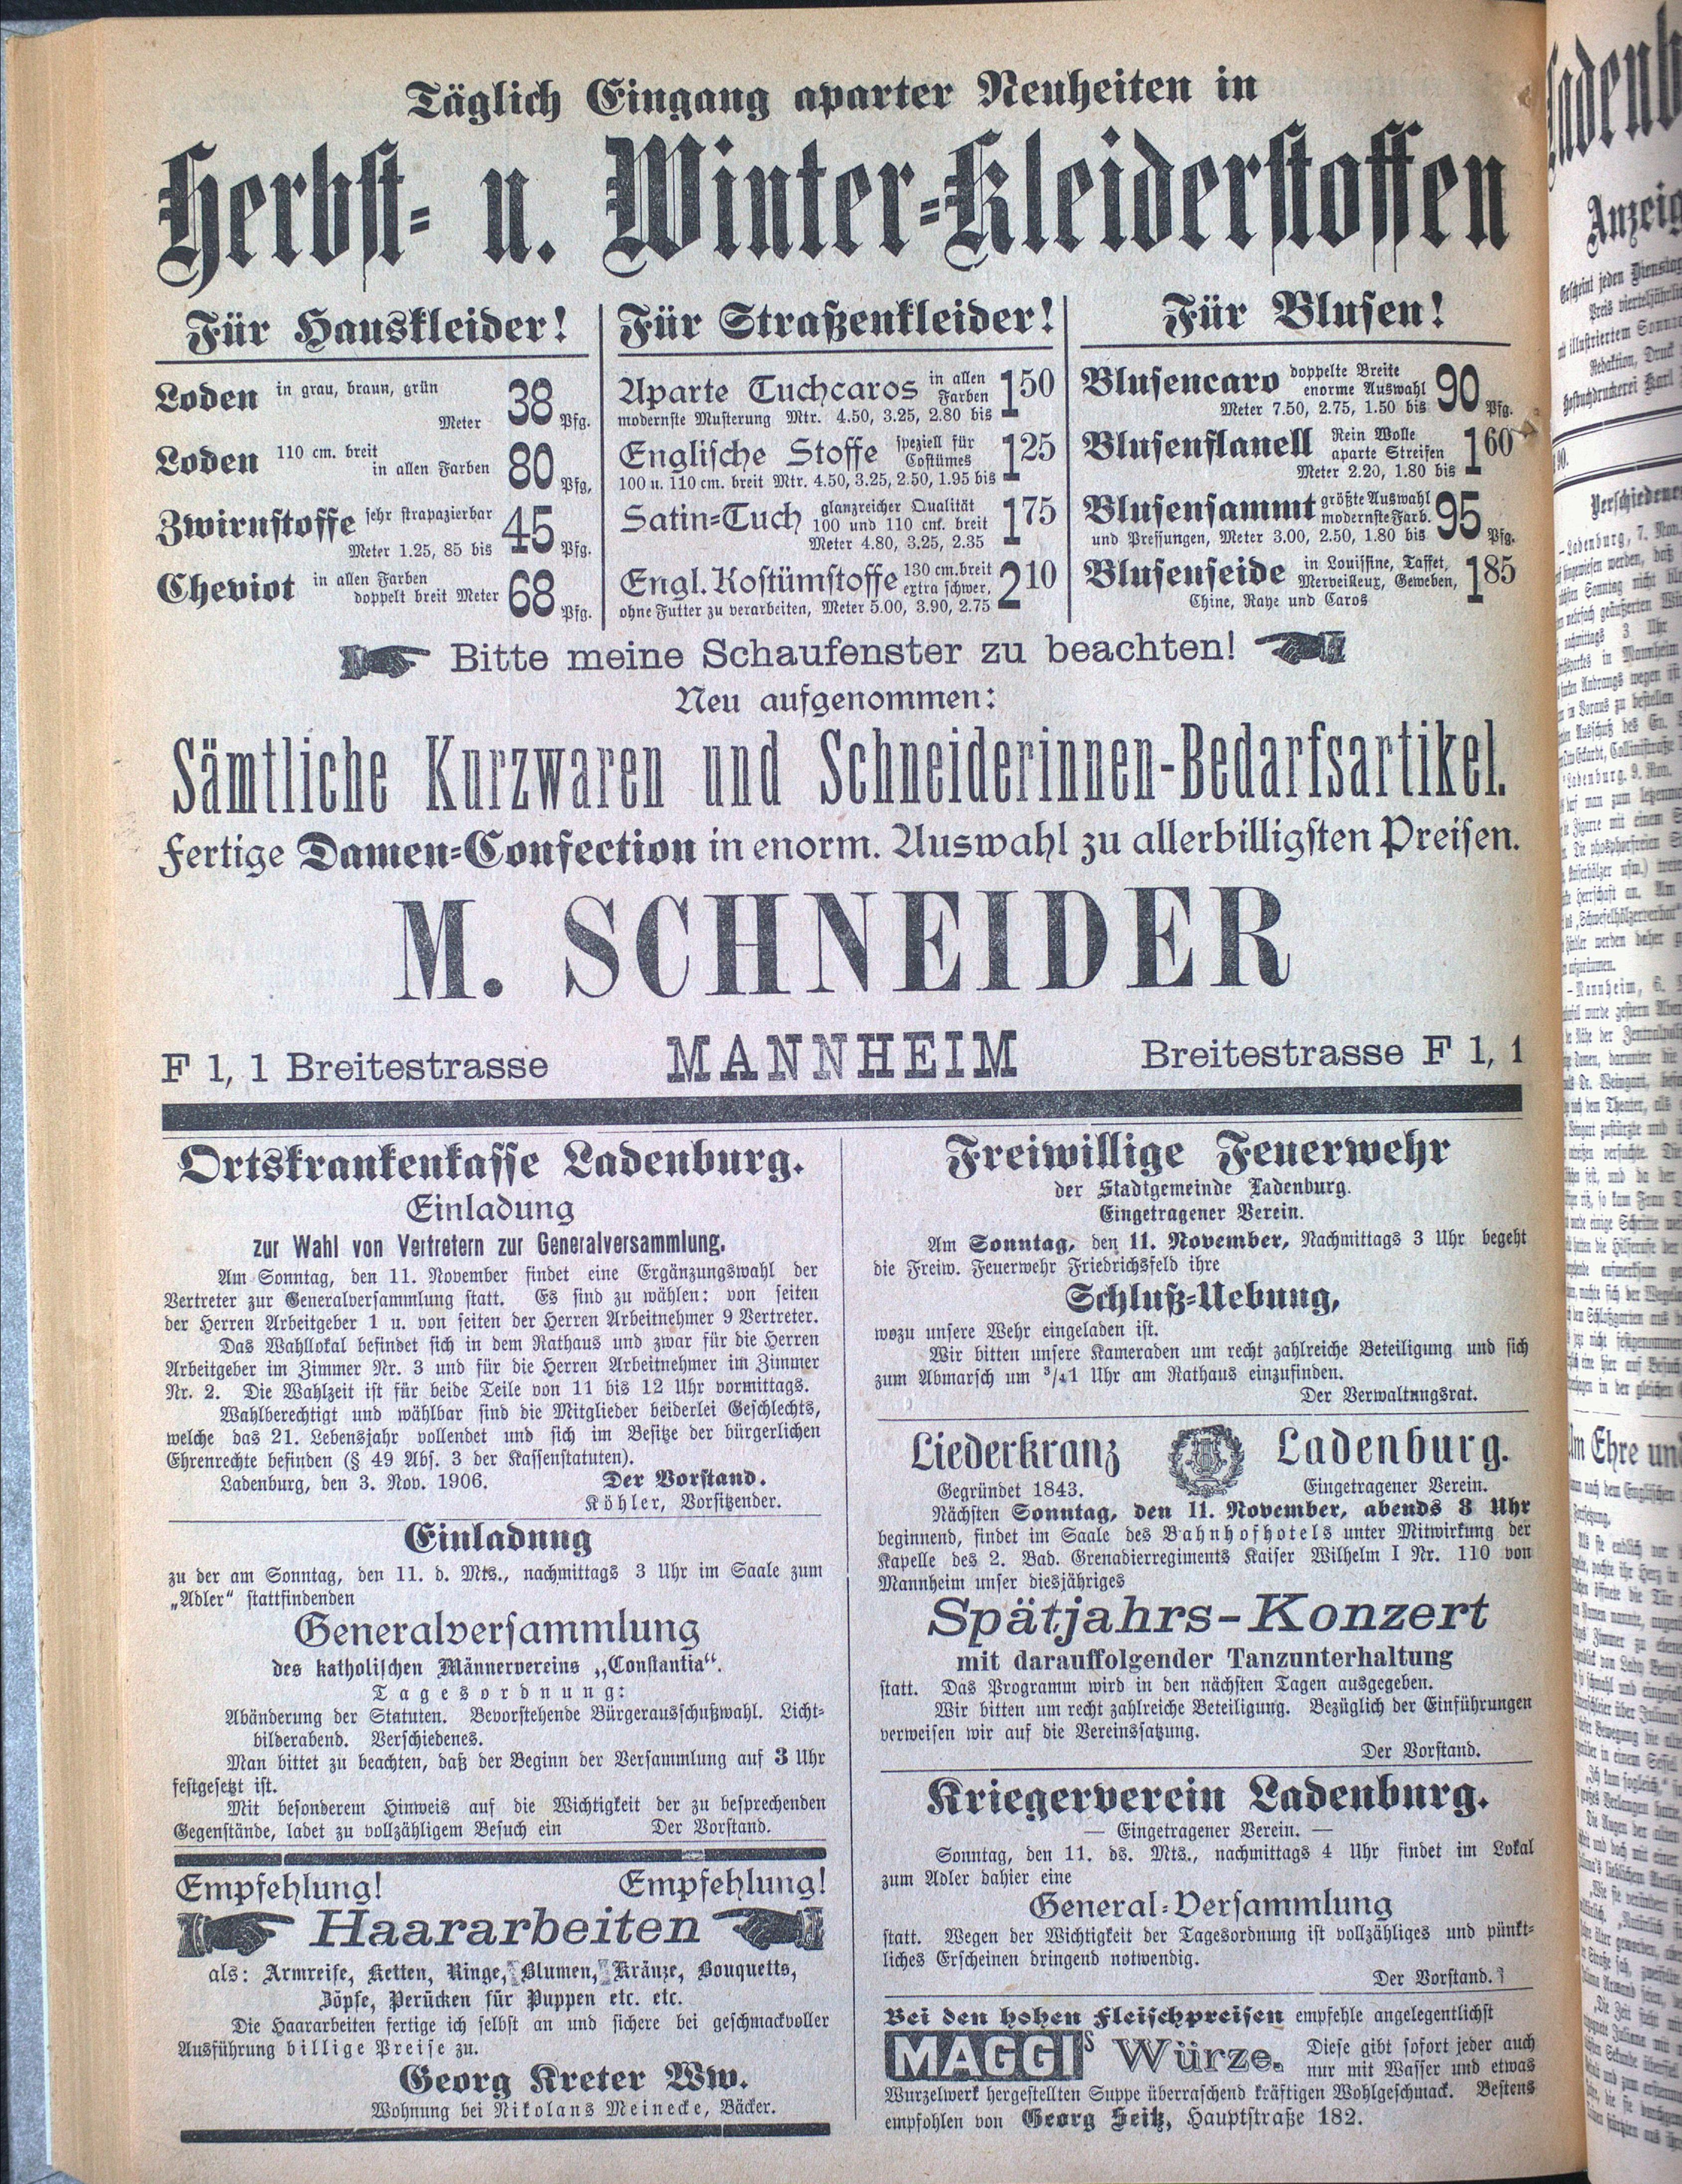 Täglich Eingang aparter Neuheiten in
Herbst- u. Winter-Kleiderstoffen
Für Hauskleider!
Loden in grau, braun, grün
Meter 38 Pfg.
Loden 110 cm. breit
in allen Farben 80 Pfg.
Zwirnstoffe sehr strapazierbar
Meter 1.25, 85 bis 45 Pfg.
Cheviot in allen Farben
doppelt breit Meter 68 Pfg.
Für Straßenkleider!
Aparte Tuchcaros in allen Farben
modernste Musterung Mtr. 4.50, 3.25, 2.80 bis 1 50
Englische Stoffe speziell für Costümes
100 u. 110 cm. breit Mtr. 4.50, 3.25, 2.50, 1.95 bis 1 25
Satin-Tuch glanzreicher Qualität
100 und 110 cm. breit
Meter 4.80, 3.25, 2.35 1 75
Engl. Kostümstoffe 130 cm. breit extra schwer,
ohne Futter zu verarbeiten, Meter 5.00, 3.90, 2.75 2 10
Für Blusen!
Blusencaro doppelte Breite enorme Auswahl
Meter 7.50, 2.75, 1.50 bis 90 Pfg.
Blusenflanell Rein Wolle aparte Streifen
Meter 2.20, 1.80 bis 1 60
Blusensammt größte Auswahl modernste Farb.
und Pressungen, Meter 3.00, 2.50, 1.80 bis 95 Pfg.
Blusenseide in Louissine, Taffet, Merveilleux, Geweben,
Chine, Raye und Caros 1 85
Bitte meine Schaufenster zu beachten!
Neu aufgenommen:
Sämtliche Kurzwaren und Schneiderinnen-Bedarfsartikel.
Fertige Damen-Confection in enorm. Auswahl zu allerbilligsten Preisen.
M. SCHNEIDER
F 1, 1 Breitestrasse MANNHEIM Breitestrasse F 1, 1
Ortskrankenkasse Ladenburg.
Einladung
zur Wahl von Vertretern zur Generalversammlung.
Am Sonntag, den 11. November findet eine Ergänzungswahl der
Vertreter zur Generalversammlung statt. Es sind zu wählen: von seiten
der Herren Arbeitgeber 1 u. von seiten der Herren Arbeitnehmer 9 Vertreter.
Das Wahllokal befindet sich in dem Rathaus und zwar für die Herren
Arbeitgeber im Zimmer Nr. 3 und für die Herren Arbeitnehmer im Zimmer
Nr. 2. Die Wahlzeit ist für beide Teile von 11 bis 12 Uhr vormittags.
Wahlberechtigt und wählbar sind die Mitglieder beiderlei Geschlechts,
welche das 21. Lebensjahr vollendet und sich im Besitze der bürgerlichen
Ehrenrechte befinden (§ 49 Abs. 3 der Kassenstatuten).
Ladenburg, den 3. Nov. 1906. Der Vorstand.
Köhler, Vorsitzender.
Einladung
zu der am Sonntag, den 11. d. Mts., nachmittags 3 Uhr im Saale zum
„Adler“ stattfindenden
Generalversammlung
des katholischen Männervereins „Constantia“.
Tagesordnung:
Abänderung der Statuten. Bevorstehende Bürgerausschußwahl. Licht-
bilderabend. Verschiedenes.
Man bittet zu beachten, daß der Beginn der Versammlung auf 3 Uhr
festgesetzt ist.
Mit besonderem Hinweis auf die Wichtigkeit der zu besprechenden
Gegenstände, ladet zu vollzähligem Besuch ein Der Vorstand.
Empfehlung! Empfehlung!
Haararbeiten
als: Armreife, Ketten, Ringe, Blumen, Kränze, Bouquetts,
Zöpfe, Perücken für Puppen etc. etc.
Die Haararbeiten fertige ich selbst an und sichere bei geschmackvoller
Ausführung billige Preise zu.
Georg Kreter Ww.
Wohnung bei Nikolaus Meinecke, Bäcker.
Freiwillige Feuerwehr
der Stadtgemeinde Ladenburg.
Eingetragener Verein.
Am Sonntag, den 11. November, Nachmittags 3 Uhr begeht
die Freiw. Feuerwehr Friedrichsfeld ihre
Schluß-Uebung,
wozu unsere Wehr eingeladen ist.
Wir bitten unsere Kameraden um recht zahlreiche Beteiligung und sich
zum Abmarsch um 3/4 1 Uhr am Rathaus einzufinden.
Der Verwaltungsrat.
Liederkranz Ladenburg.
Gegründet 1843. Eingetragener Verein.
Nächsten Sonntag, den 11. November, abends 8 Uhr
beginnend, findet im Saale des Bahnhofhotels unter Mitwirkung der
Kapelle des 2. Bad. Grenadierregiments Kaiser Wilhelm I Nr. 110 von
Mannheim unser diesjähriges
Spätjahrs-Konzert
mit darauffolgender Tanzunterhaltung
statt. Das Programm wird in den nächsten Tagen ausgegeben.
Wir bitten um recht zahlreiche Beteiligung. Bezüglich der Einführungen
verweisen wir auf die Vereinssatzung.
Der Vorstand.
Kriegerverein Ladenburg.
— Eingetragener Verein. —
Sonntag, den 11. ds. Mts., nachmittags 4 Uhr findet im Lokal
zum Adler dahier eine
General-Versammlung
statt. Wegen der Wichtigkeit der Tagesordnung ist vollzähliges und pünkt-
liches Erscheinen dringend notwendig.
Der Vorstand.
Bei den hohen Fleischpreisen empfehle angelegentlichst
MAGGIs Würze. Diese gibt sofort jeder auch
nur mit Wasser und etwas
Wurzelwerk hergestellten Suppe überraschend kräftigen Wohlgeschmack. Bestens
empfohlen von Georg Seitz, Hauptstraße 182.
Anzeig
Erscheint jeden Dienstag
Preis vierteljährli